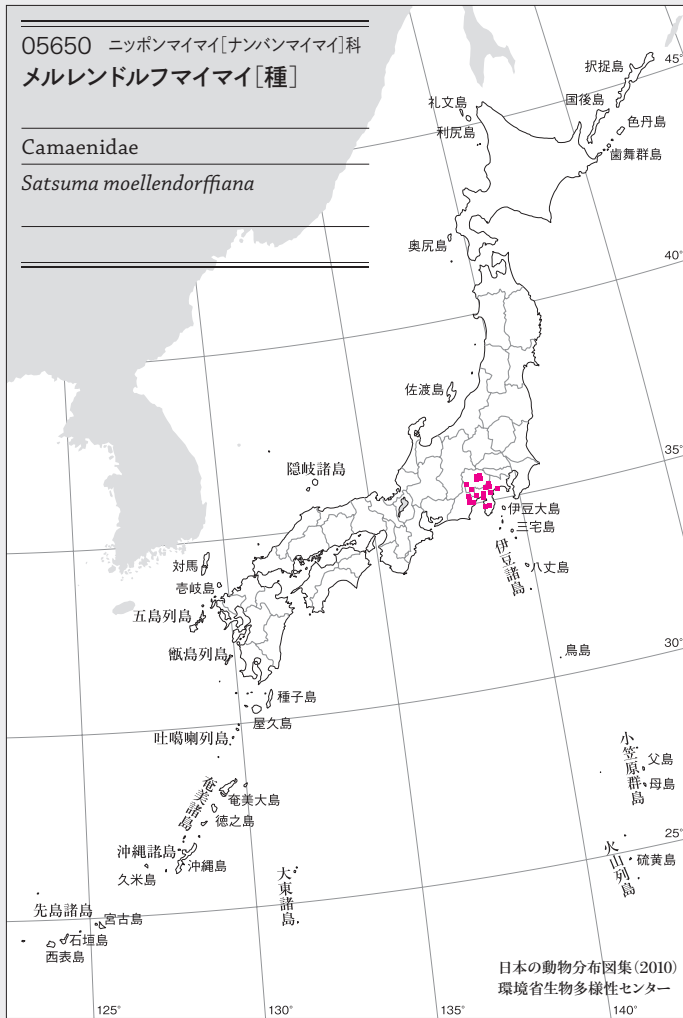 05650 ニッポンマイマイ[ナンバンマイマイ]科
メルレンドルフマイマイ[種]
Camaenidae
Satsuma moellendorffiana
択捉島
45°
国後島
礼文島
色丹島
利尻島
歯舞群島
奥尻島
40°
佐渡島
35°
隠岐諸島
伊豆大島
三宅島
伊豆諸島
八丈島
対馬
壱岐島
五島列島
甑島列島
鳥島
30°
種子島
屋久島
吐噶喇列島
小笠原群島
父島
母島
奄美諸島
奄美大島
徳之島
25°
沖縄諸島
沖縄島
久米島
火山列島
硫黄島
大東諸島
先島諸島
宮古島
石垣島
西表島
日本の動物分布図集(2010)
環境省生物多様性センター
125°
130°
135°
140°